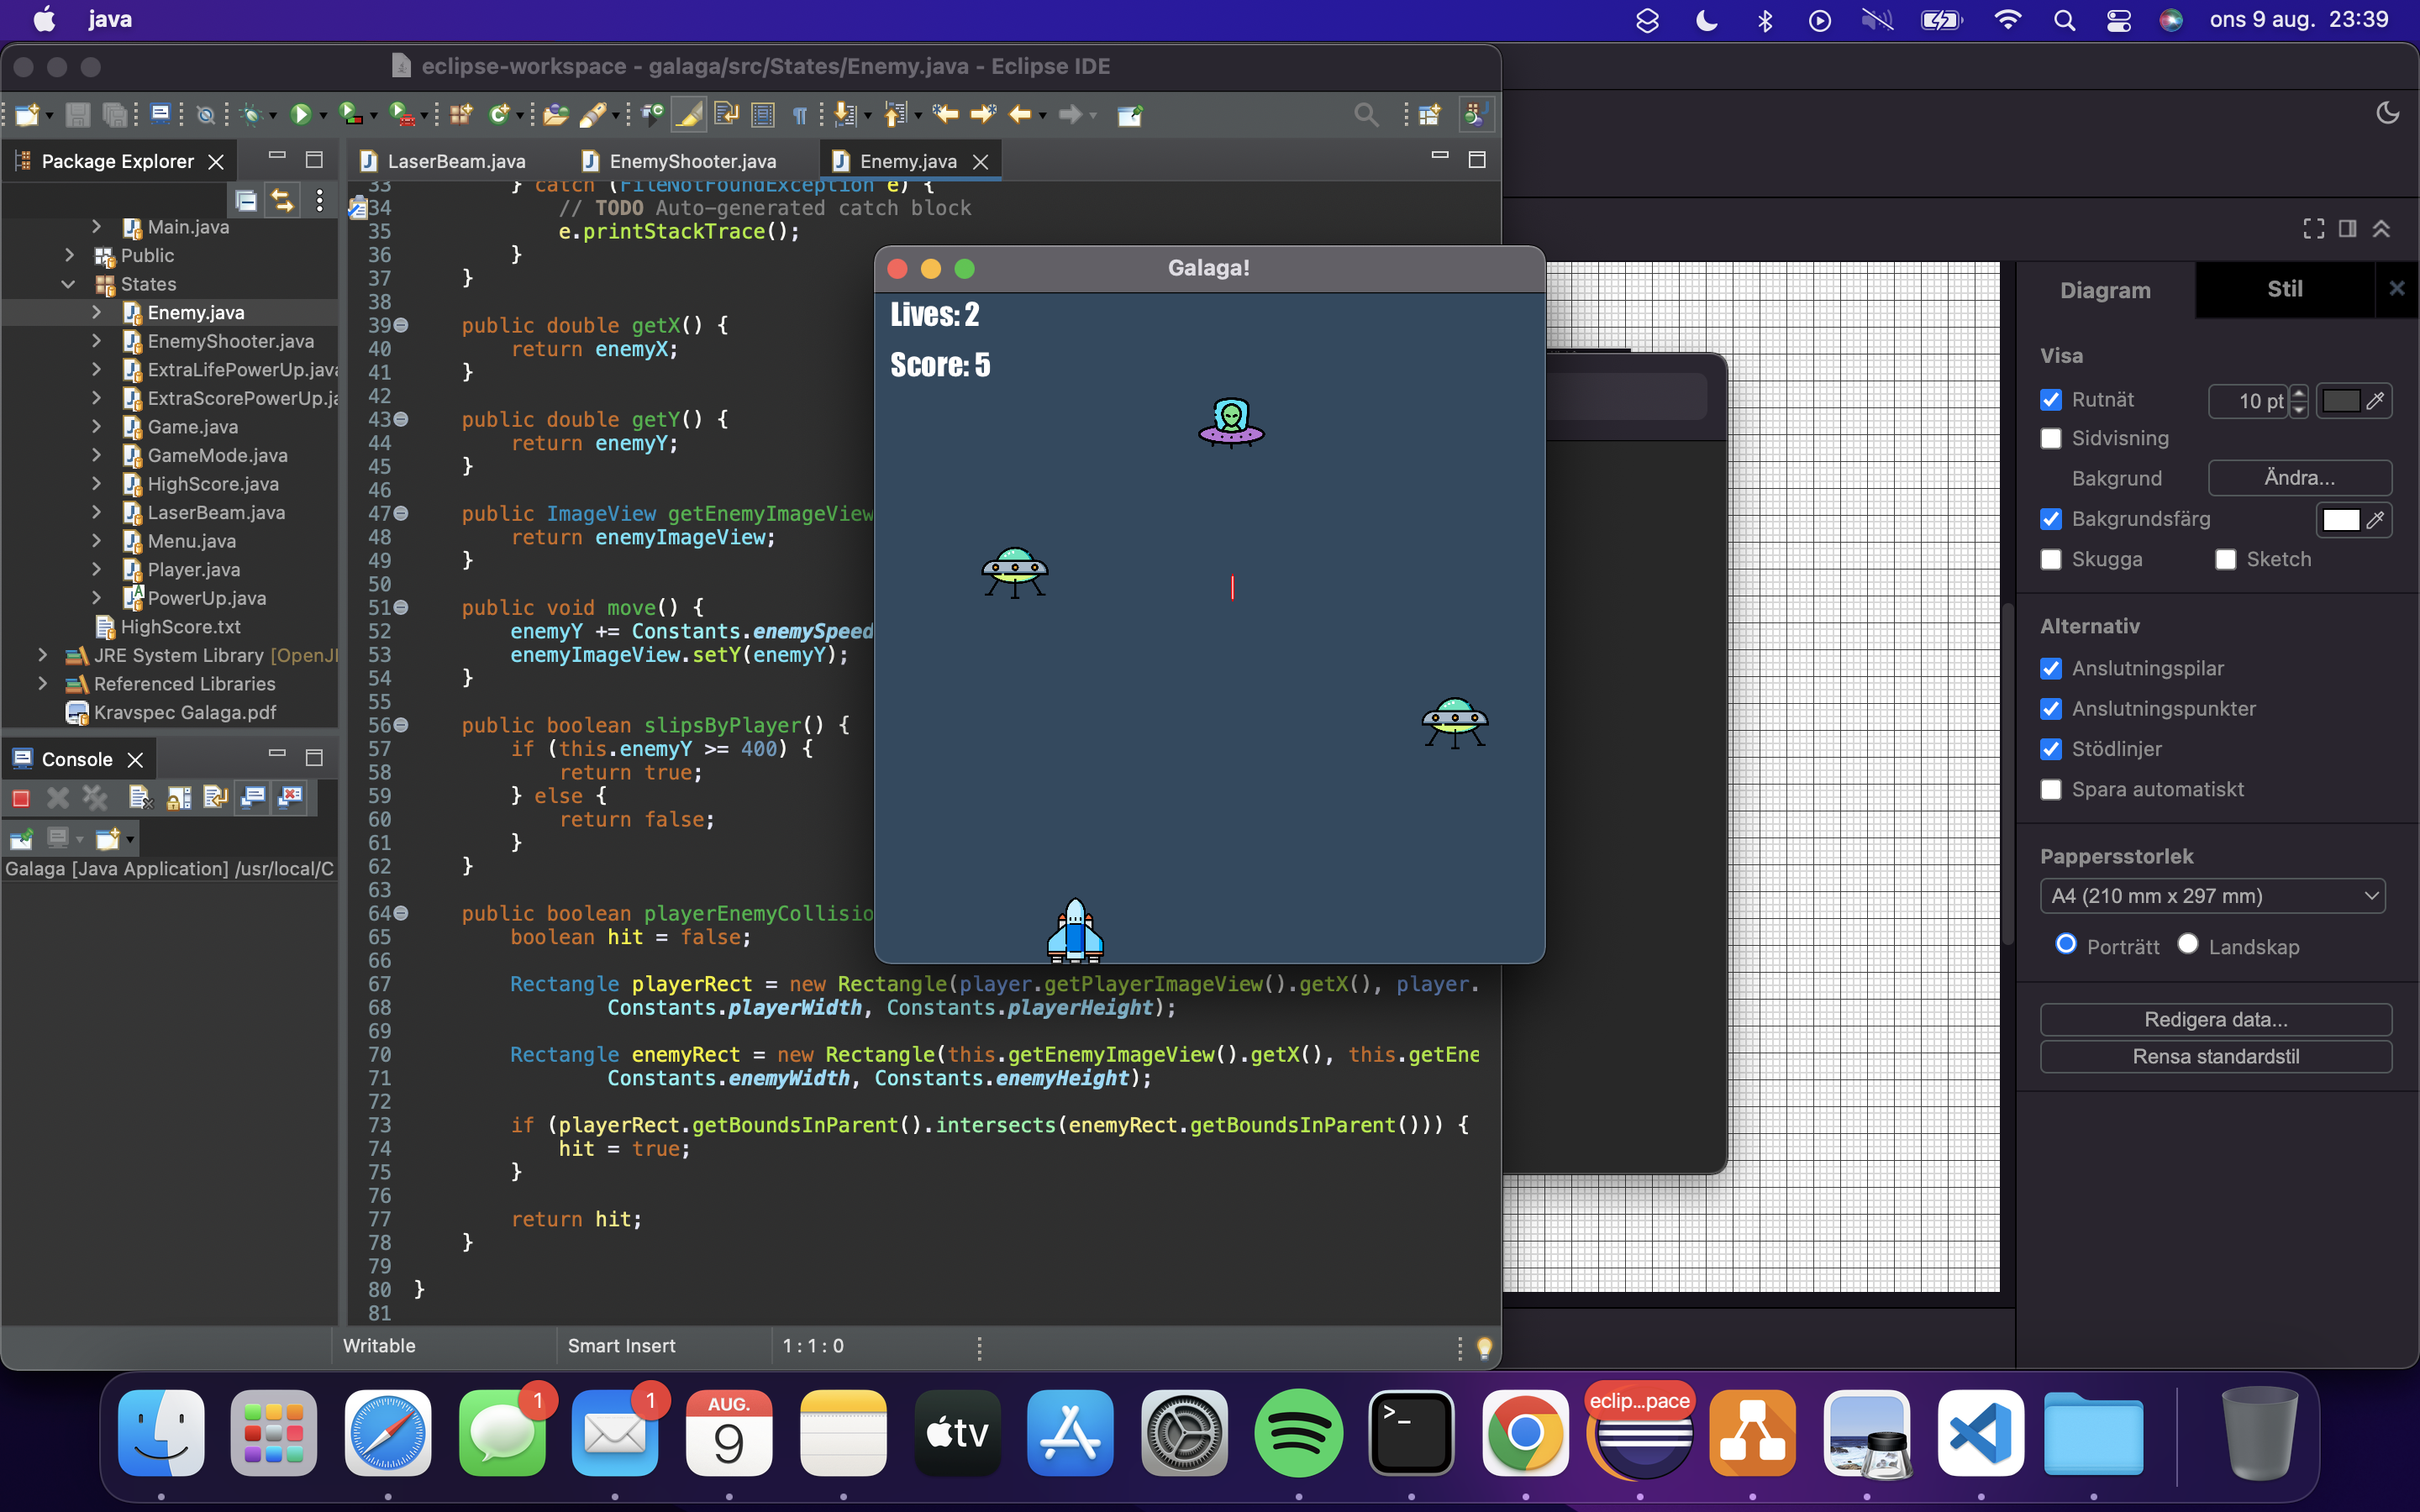 java
ons 9 aug. 23:39
eclipse-workspace - galaga/src/States/Enemy.java - Eclipse IDE
Package Explorer
LaserBeam.java
EnemyShooter.java
Enemy.java
Main.java
Public
States
Enemy.java
EnemyShooter.java
ExtraLifePowerUp.java
ExtraScorePowerUp.ja
Game.java
GameMode.java
HighScore.java
LaserBeam.java
Menu.java
Player.java
PowerUp.java
HighScore.txt
JRE System Library [OpenJ
Referenced Libraries
Kravspec Galaga.pdf
Console
Galaga [Java Application] /usr/local/C
33 } catch (FileNotFoundException e) {
34 // TODO Auto-generated catch block
35 e.printStackTrace();
36 }
37 }
38
39 public double getX() {
40 return enemyX;
41 }
42
43 public double getY() {
44 return enemyY;
45 }
46
47 public ImageView getEnemyImageView
48 return enemyImageView;
49 }
50
51 public void move() {
52 enemyY += Constants.enemySpeed
53 enemyImageView.setY(enemyY);
54 }
55
56 public boolean slipsByPlayer() {
57 if (this.enemyY >= 400) {
58 return true;
59 } else {
60 return false;
61 }
62 }
63
64 public boolean playerEnemyCollisio
65 boolean hit = false;
66
67 Rectangle playerRect = new Rectangle(player.getPlayerImageView().getX(), player.
68 Constants.playerWidth, Constants.playerHeight);
69
70 Rectangle enemyRect = new Rectangle(this.getEnemyImageView().getX(), this.getEne
71 Constants.enemyWidth, Constants.enemyHeight);
72
73 if (playerRect.getBoundsInParent().intersects(enemyRect.getBoundsInParent())) {
74 hit = true;
75 }
76
77 return hit;
78 }
79
80 }
81
Writable
Smart Insert
1 : 1 : 0
Galaga!
Lives: 2
Score: 5
Diagram
Stil
Visa
Rutnät
10 pt
Sidvisning
Bakgrund
Ändra...
Bakgrundsfärg
Skugga
Sketch
Alternativ
Anslutningspilar
Anslutningspunkter
Stödlinjer
Spara automatiskt
Pappersstorlek
A4 (210 mm x 297 mm)
Porträtt
Landskap
Redigera data...
Rensa standardstil
1
1
AUG.
9
tv
>_
eclip...pace